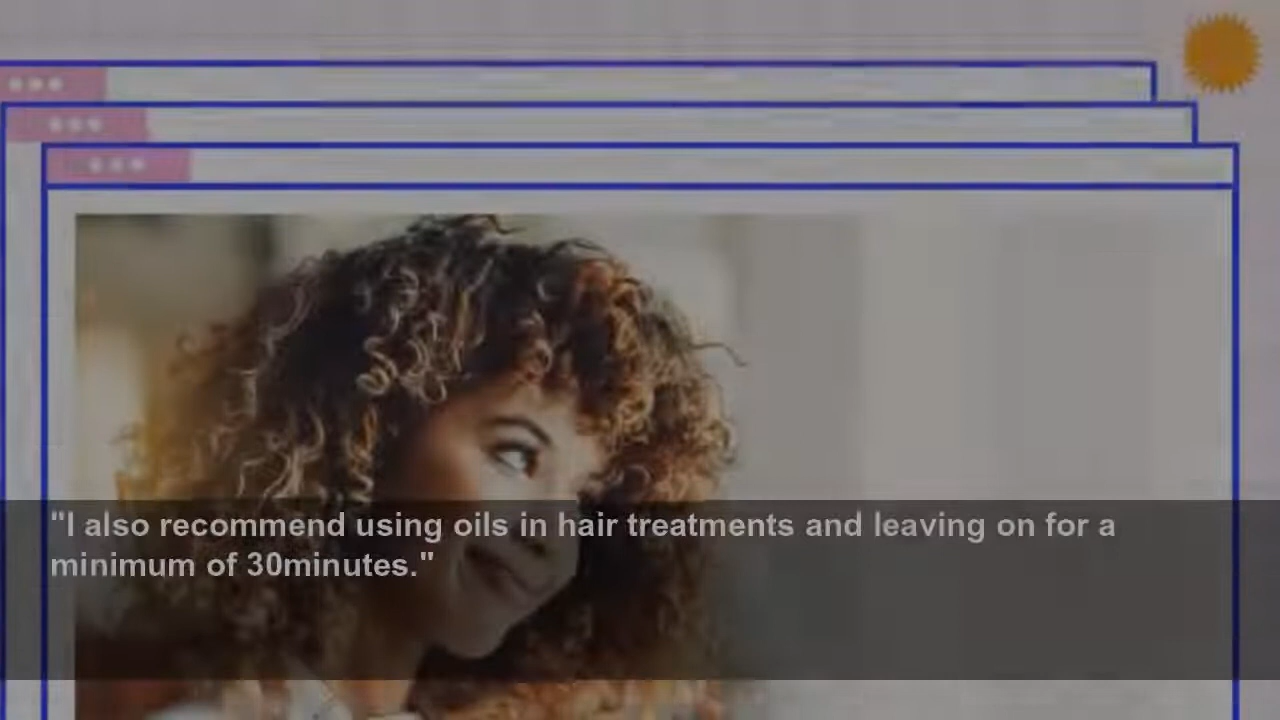 "I also recommend using oils in hair treatments and leaving on for a
minimum of 30minutes."